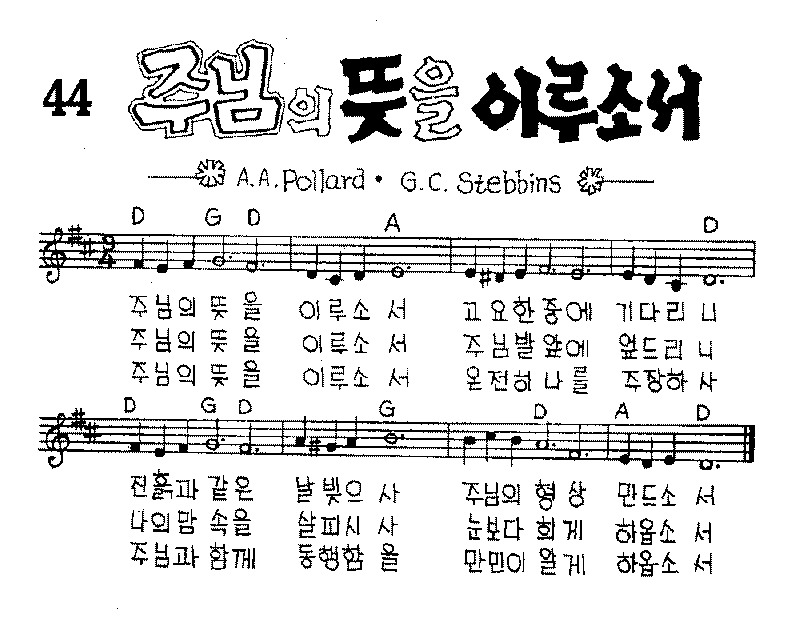 44 주님의 뜻을 이루소서
A.A.Pollard • G.C. Stebbins
D G D A D
9/4
주님의 뜻을 이루소서 고요한중에 기다리니
주님의 뜻을 이루소서 주님발앞에 엎드리니
주님의 뜻을 이루소서 온전히나를 주장하사
D G D G D A D
진흙과 같은 날빚으사 주님의 형상 만드소서
나의맘 속을 살피시사 눈보다 희게 하옵소서
주님과 함께 동행함을 만민이 알게 하옵소서